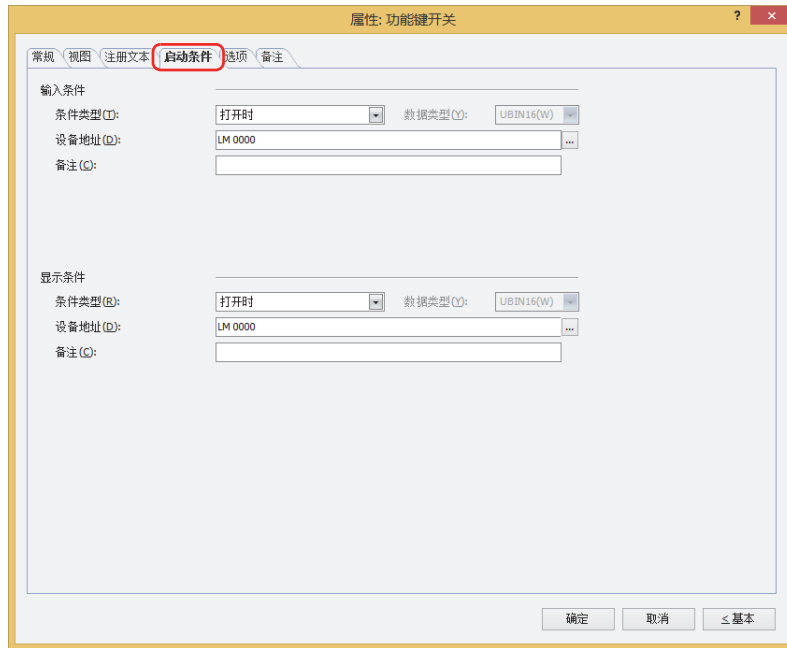 属性: 功能键开关
? ×
常规 视图 注册文本 启动条件 选项 备注
输入条件
条件类型(T): 打开时 数据类型(Y): UBIN16(W)
设备地址(D): LM 0000 ...
备注(C):
显示条件
条件类型(R): 打开时 数据类型(Y): UBIN16(W)
设备地址(D): LM 0000 ...
备注(C):
确定 取消 <基本